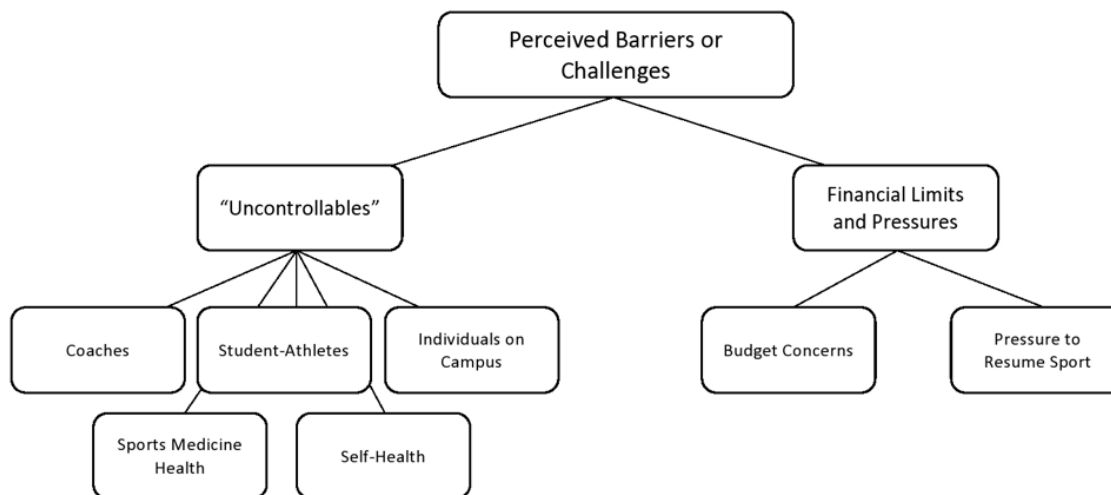 Perceived Barriers or
Challenges
“Uncontrollables”
Financial Limits
and Pressures
Coaches
Student-Athletes
Individuals on
Campus
Budget Concerns
Pressure to
Resume Sport
Sports Medicine
Health
Self-Health